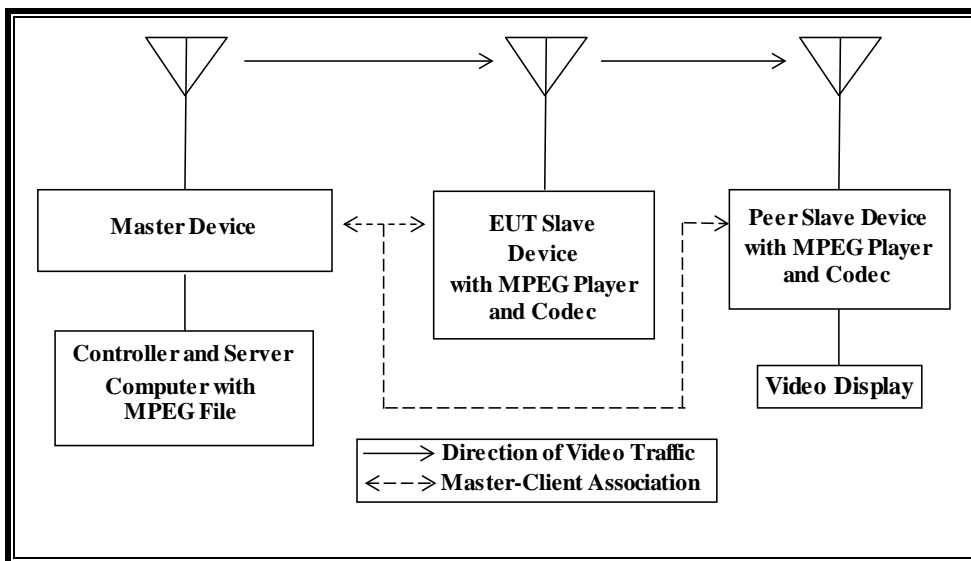 Master Device
EUT Slave
Device
with MPEG Player
and Codec
Peer Slave Device
with MPEG Player
and Codec
Controller and Server
Computer with
MPEG File
Video Display
Direction of Video Traffic
Master-Client Association